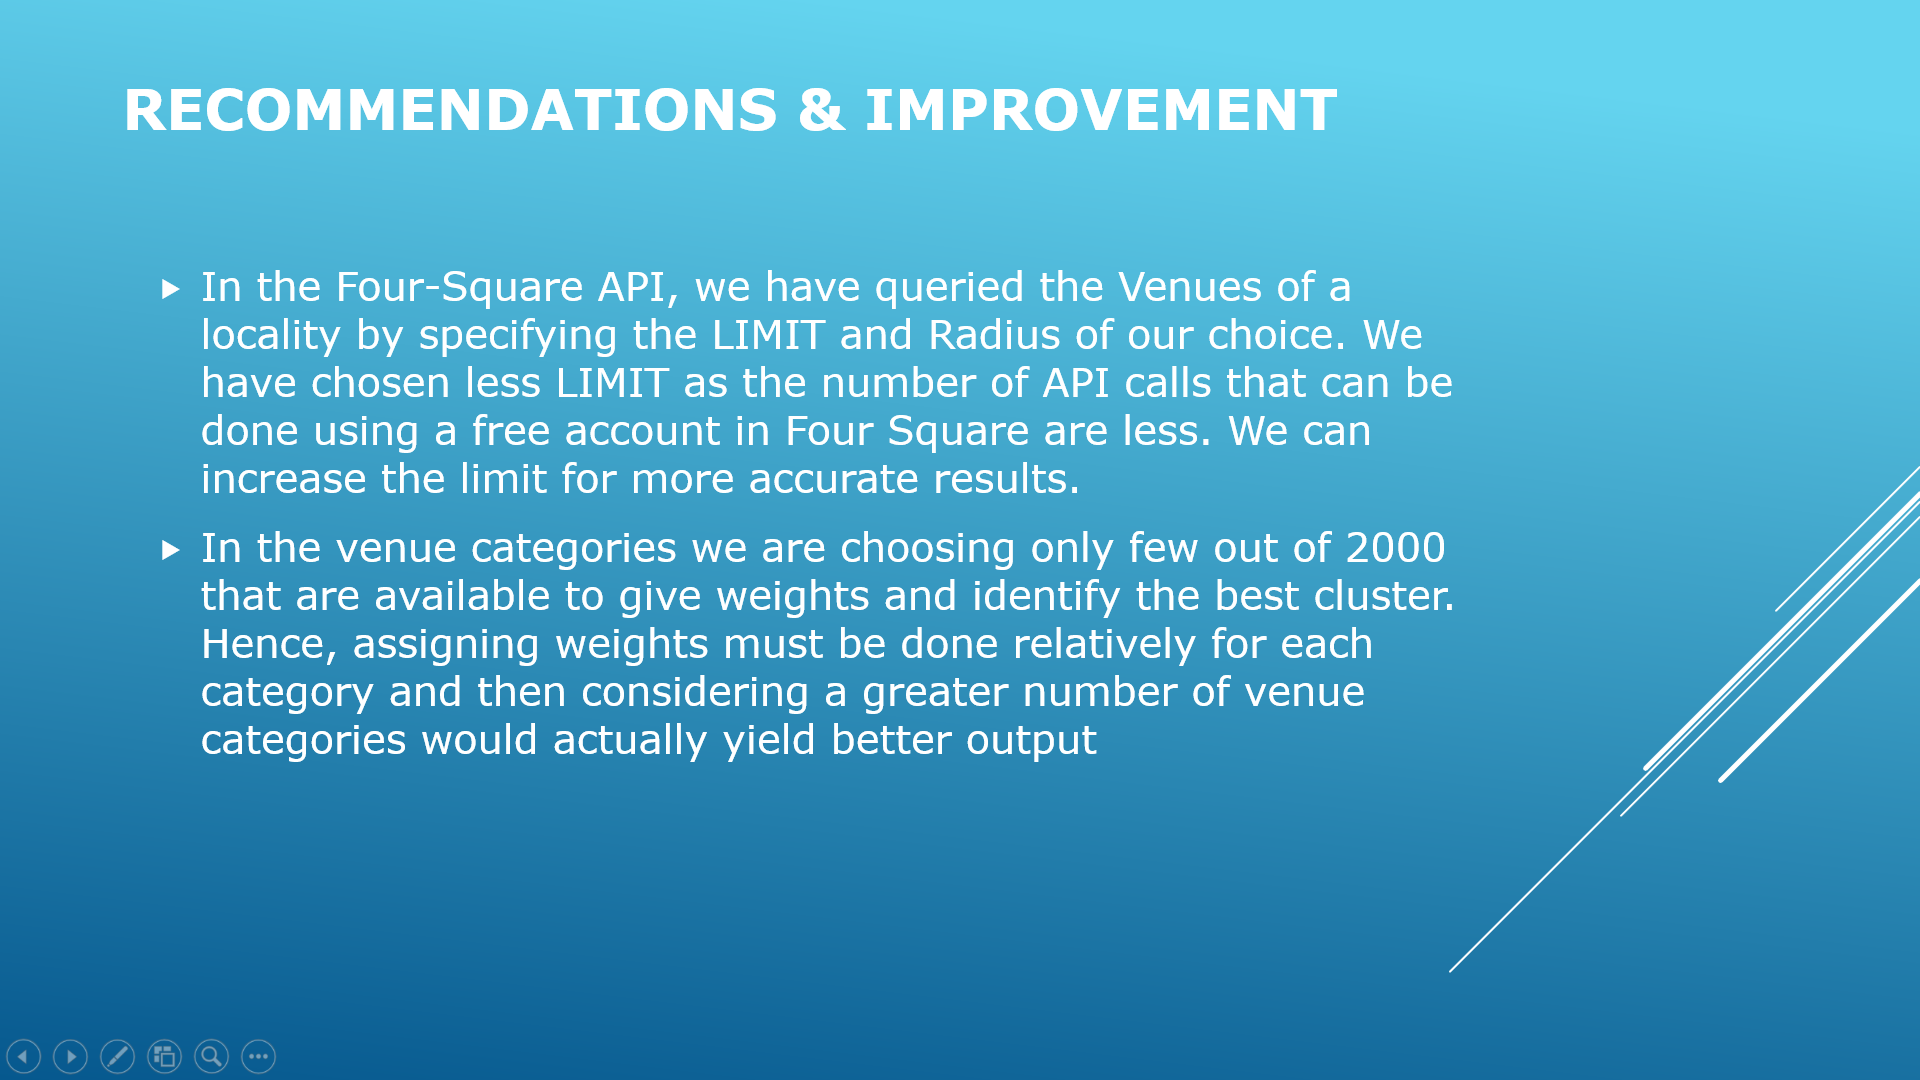 RECOMMENDATIONS & IMPROVEMENT
In the Four-Square API, we have queried the Venues of a
locality by specifying the LIMIT and Radius of our choice. We
have chosen less LIMIT as the number of API calls that can be
done using a free account in Four Square are less. We can
increase the limit for more accurate results.
In the venue categories we are choosing only few out of 2000
that are available to give weights and identify the best cluster.
Hence, assigning weights must be done relatively for each
category and then considering a greater number of venue
categories would actually yield better output